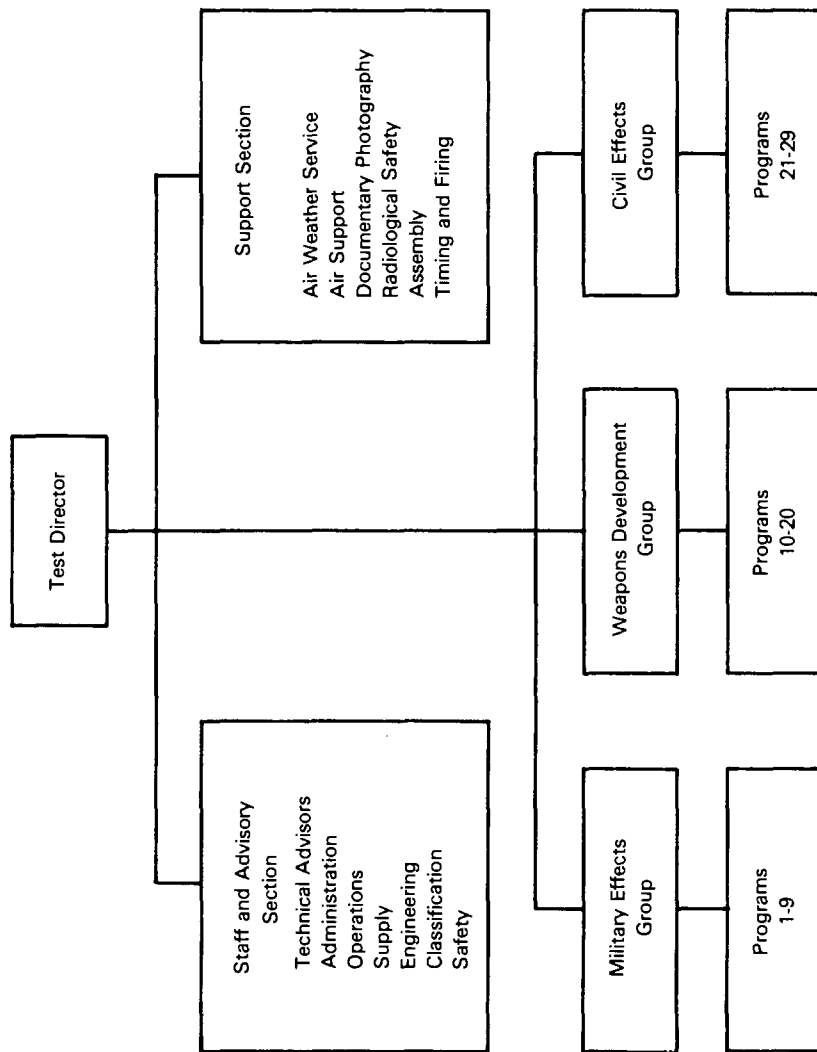 Test Director
Staff and Advisory
Section
Technical Advisors
Administration
Operations
Supply
Engineering
Classification
Safety
Support Section
Air Weather Service
Air Support
Documentary Photography
Radiological Safety
Assembly
Timing and Firing
Military Effects
Group
Weapons Development
Group
Civil Effects
Group
Programs
1-9
Programs
10-20
Programs
21-29